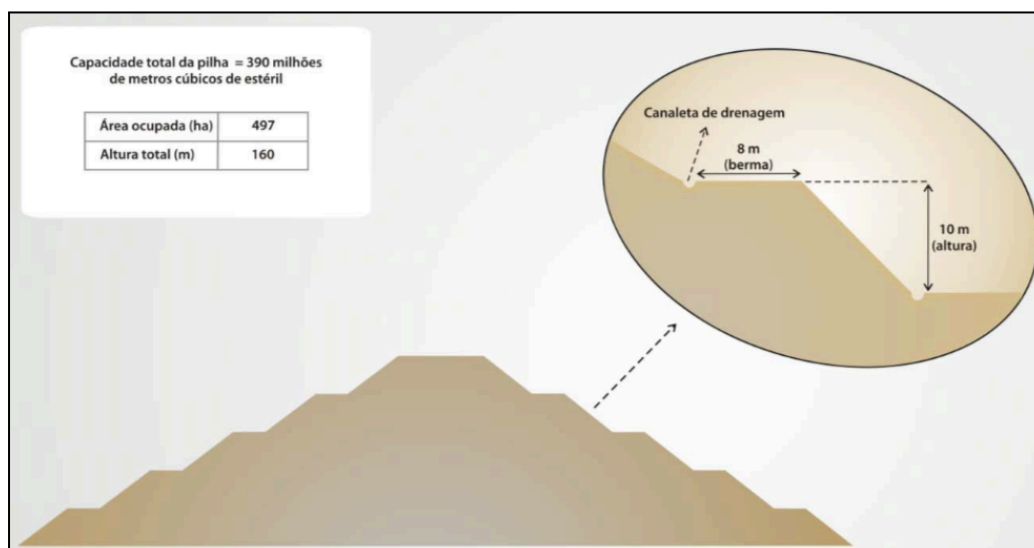 Capacidade total da pilha = 390 milhões
de metros cúbicos de estéril
Área ocupada (ha) 497
Altura total (m) 160
Canaleta de drenagem
8 m
(berma)
10 m
(altura)